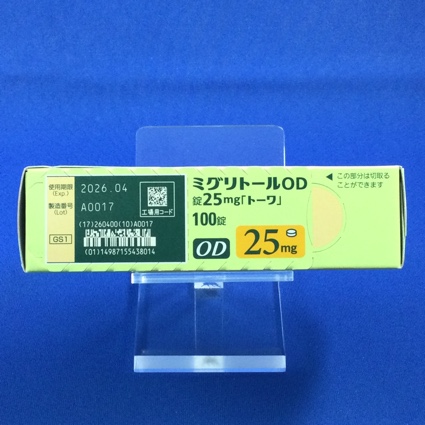 使用期限
(Exp.)
2026.04
製造番号
(Lot)
A0017
工場用コード
(17)260400(10)A0017
GS1
(01)14987155438014
ミグリトールOD
錠25mg「トーワ」
100錠
OD
25mg
◀ この部分は切取る
ことができます